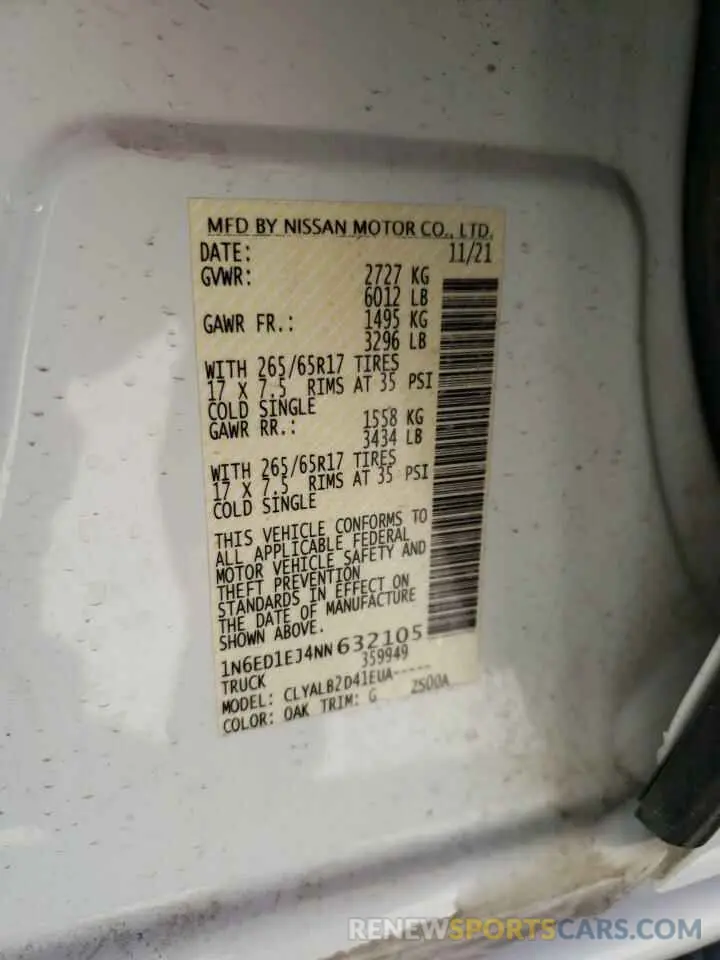 MFD BY NISSAN MOTOR CO., LTD.
DATE: 11/21
GVWR: 2727 KG
6012 LB
GAWR FR.: 1495 KG
3296 LB
WITH 265/65R17 TIRES
17 X 7.5 RIMS AT 35 PSI
COLD SINGLE
GAWR RR.: 1558 KG
3434 LB
WITH 265/65R17 TIRES
17 X 7.5 RIMS AT 35 PSI
COLD SINGLE
THIS VEHICLE CONFORMS TO
ALL APPLICABLE FEDERAL
MOTOR VEHICLE SAFETY AND
THEFT PREVENTION
STANDARDS IN EFFECT ON
THE DATE OF MANUFACTURE
SHOWN ABOVE.
1N6ED1EJ4NN632105
TRUCK 359949
MODEL: CLYALB2D41EUA-----
COLOR: QAK TRIM: G 2S00A
RENEWSPORTSCARS.COM